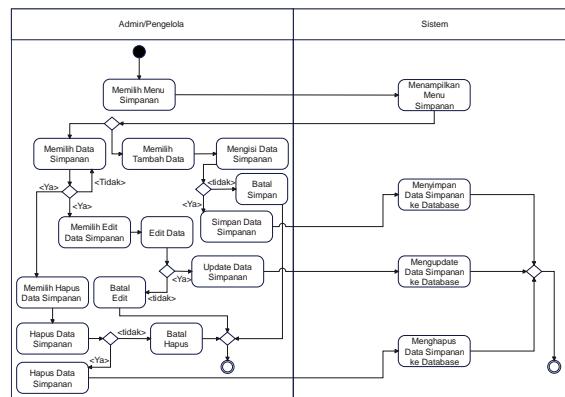 Admin/Pengelola
Sistem
Memilih Menu
Simpanan
Menampilkan
Menu
Simpanan
Memilih Data
Simpanan
Memilih
Tambah Data
Mengisi Data
Simpanan
<Ya>
<Tidak>
<tidak>
Batal
Simpan
<Ya>
<Ya>
Simpan Data
Simpanan
Menyimpan
Data Simpanan
ke Database
Memilih Edit
Data Simpanan
Edit Data
Memilih Hapus
Data Simpanan
Batal
Edit
<tidak>
<Ya>
Update Data
Simpanan
Mengupdate
Data Simpanan
ke Database
Hapus Data
Simpanan
<tidak>
Batal
Hapus
<Ya>
Hapus Data
Simpanan
Menghapus
Data Simpanan
ke Database